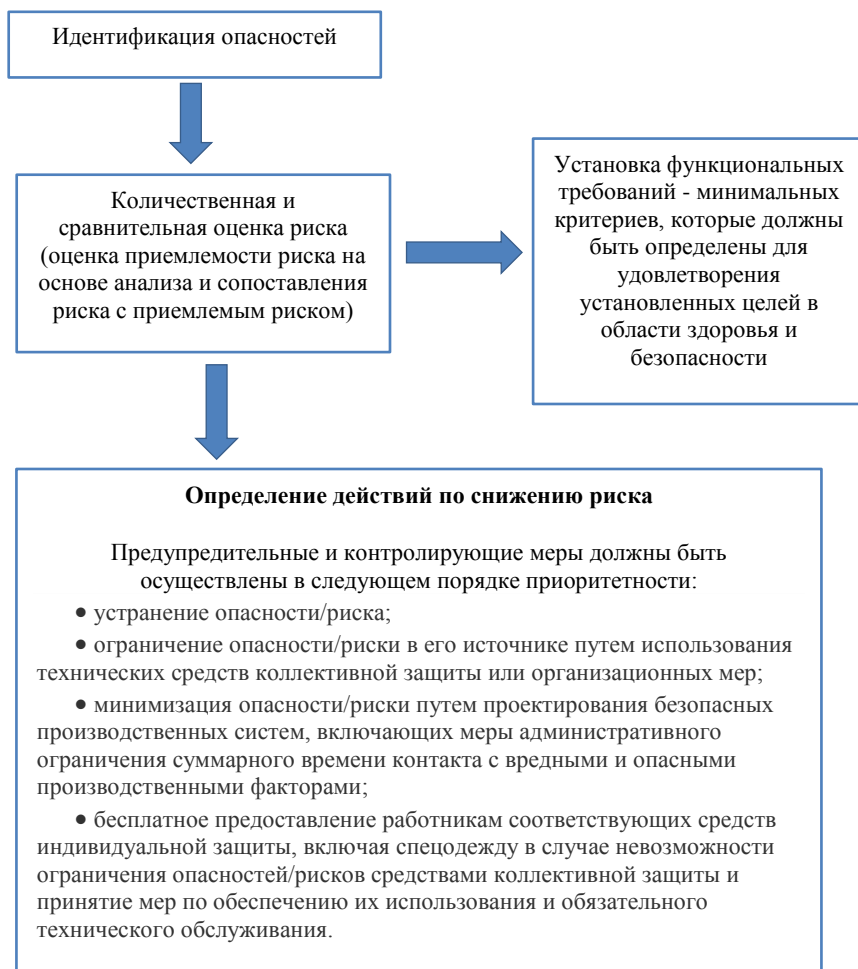 Идентификация опасностей
Количественная и
сравнительная оценка риска
(оценка приемлемости риска на
основе анализа и сопоставления
риска с приемлемым риском)
Установка функциональных
требований - минимальных
критериев, которые должны
быть определены для
удовлетворения
установленных целей в
области здоровья и
безопасности
Определение действий по снижению риска
Предупредительные и контролирующие меры должны быть
осуществлены в следующем порядке приоритетности:
• устранение опасности/риска;
• ограничение опасности/риски в его источнике путем использования
технических средств коллективной защиты или организационных мер;
• минимизация опасности/риски путем проектирования безопасных
производственных систем, включающих меры административного
ограничения суммарного времени контакта с вредными и опасными
производственными факторами;
• бесплатное предоставление работникам соответствующих средств
индивидуальной защиты, включая спецодежду в случае невозможности
ограничения опасностей/рисков средствами коллективной защиты и
принятие мер по обеспечению их использования и обязательного
технического обслуживания.